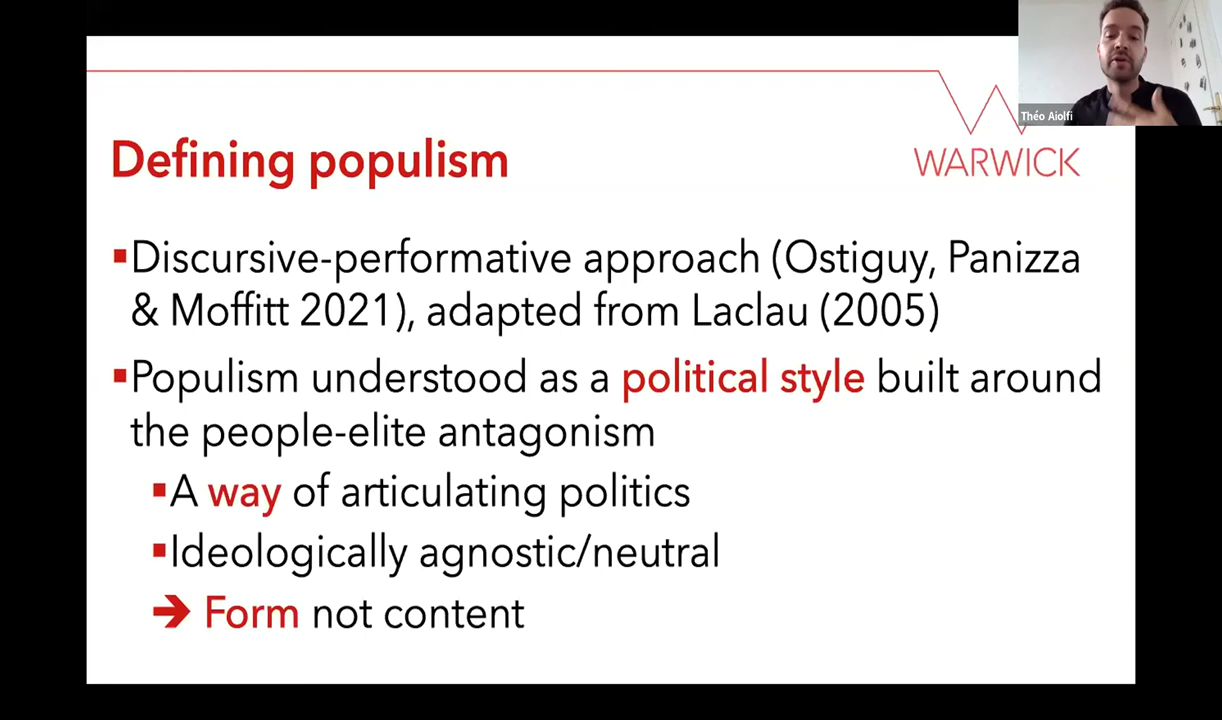 Théo Aiolfi
WARWICK
Defining populism
▪Discursive-performative approach (Ostiguy, Panizza
& Moffitt 2021), adapted from Laclau (2005)
▪Populism understood as a political style built around
the people-elite antagonism
▪A way of articulating politics
▪Ideologically agnostic/neutral
➔ Form not content